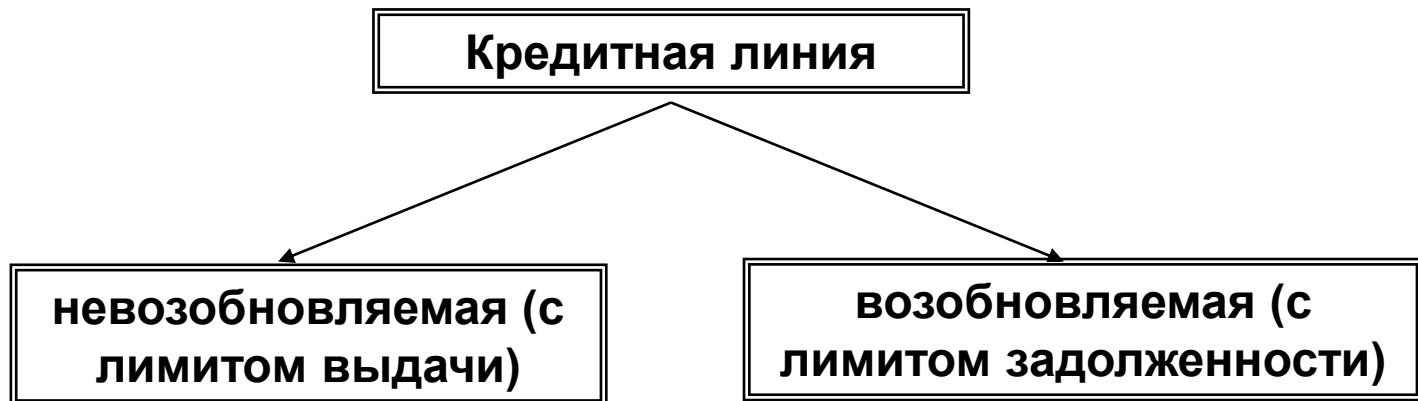 Кредитная линия
невозобновляемая (с
лимитом выдачи)
возобновляемая (с
лимитом задолженности)